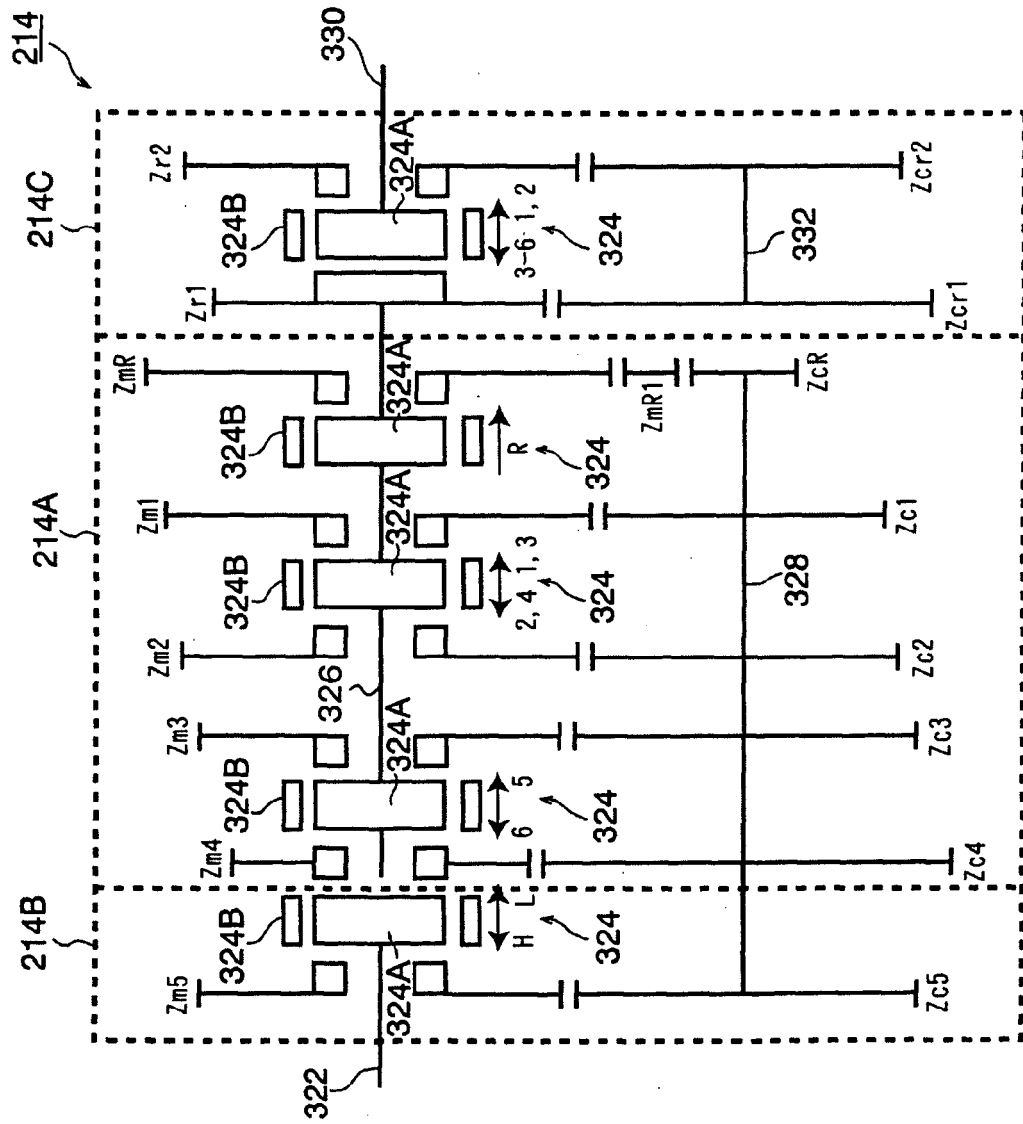 214
214B
214A
214C
Zm5
324B
Zm4
324B
Zm3
Zm2
324B
Zm1
324B
ZmR
Zr1
324B
Zr2
322
324A
324A
326
324A
324A
324A
330
H L
324
6 5
324
2, 4 1, 3
324
R
324
3-6 1, 2
324
ZmR1
328
332
Zc5
Zc4
Zc3
Zc2
Zc1
ZcR
Zcr1
Zcr2